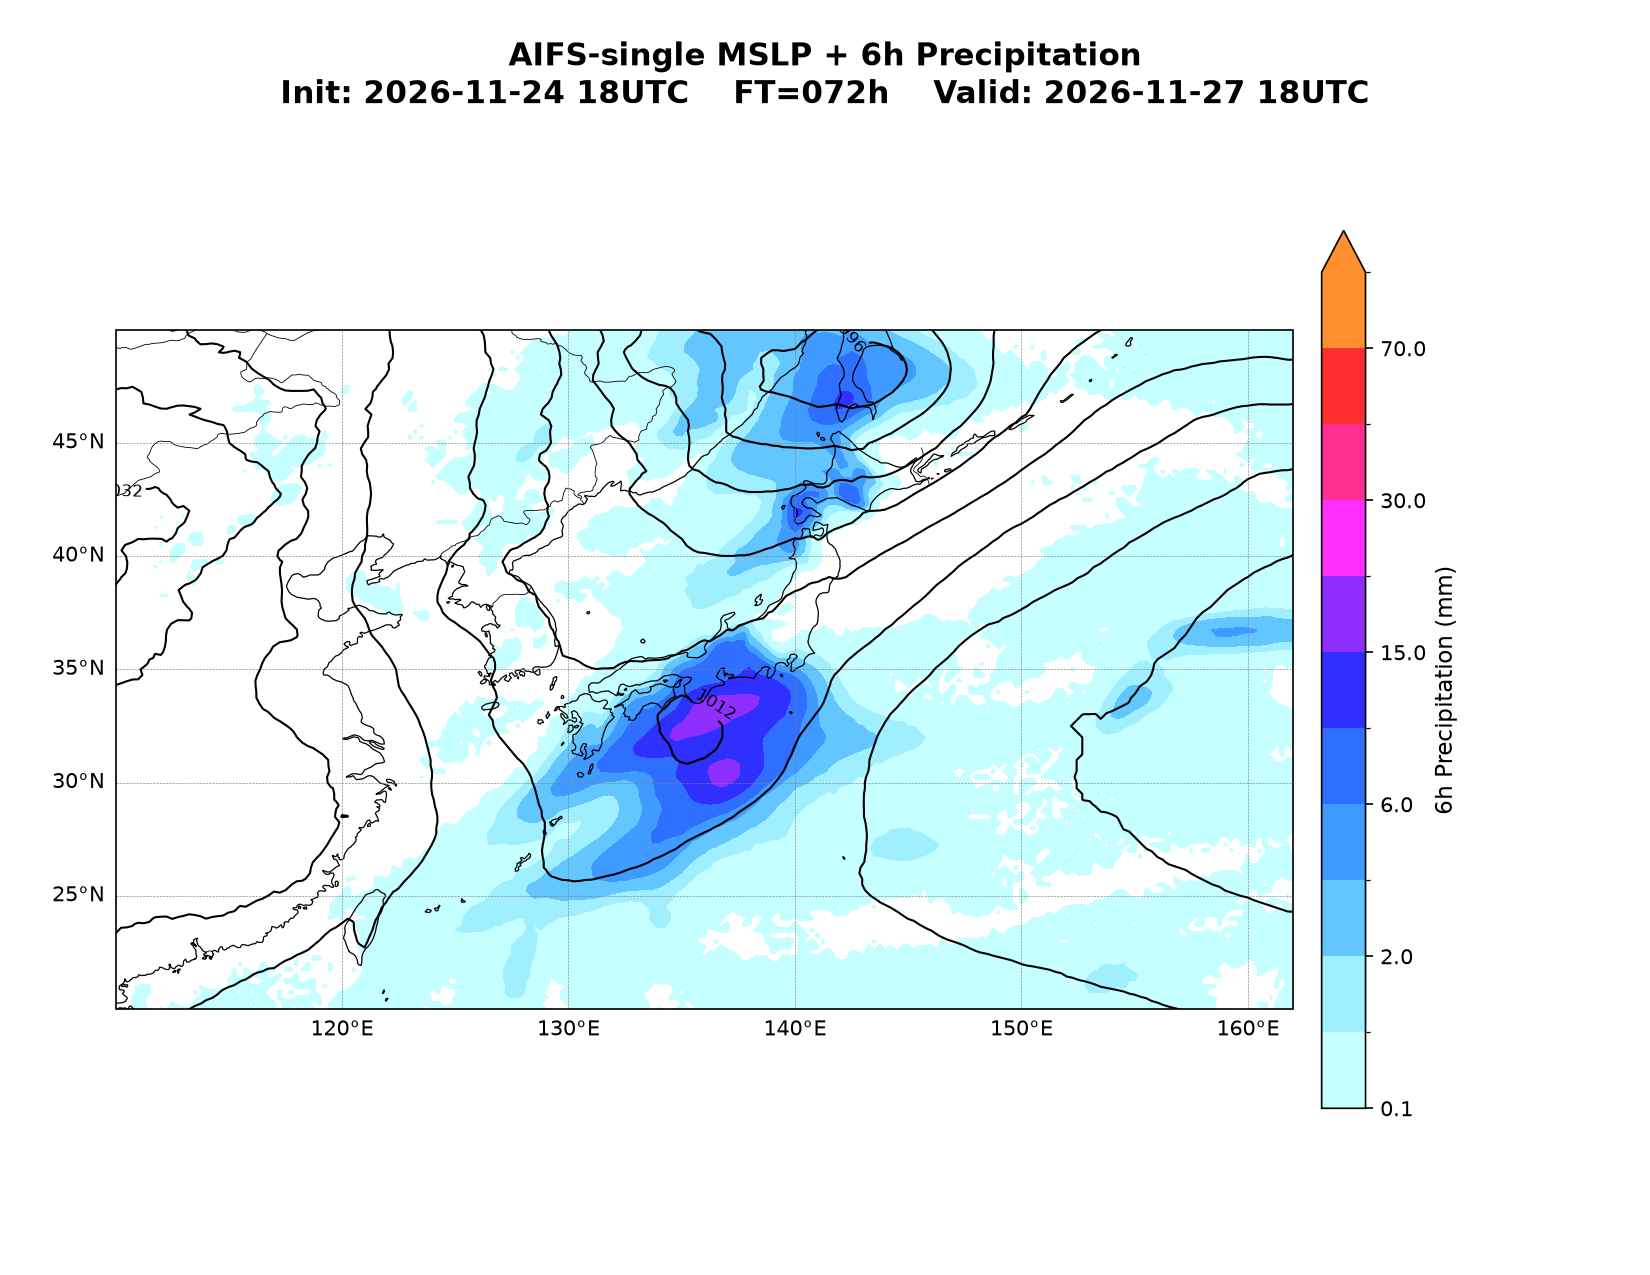 AIFS-single MSLP + 6h Precipitation
Init: 2026-11-24 18UTC    FT=072h    Valid: 2026-11-27 18UTC
45°N
40°N
35°N
30°N
25°N
120°E
130°E
140°E
150°E
160°E
1012
70.0
30.0
15.0
6.0
2.0
0.1
6h Precipitation (mm)